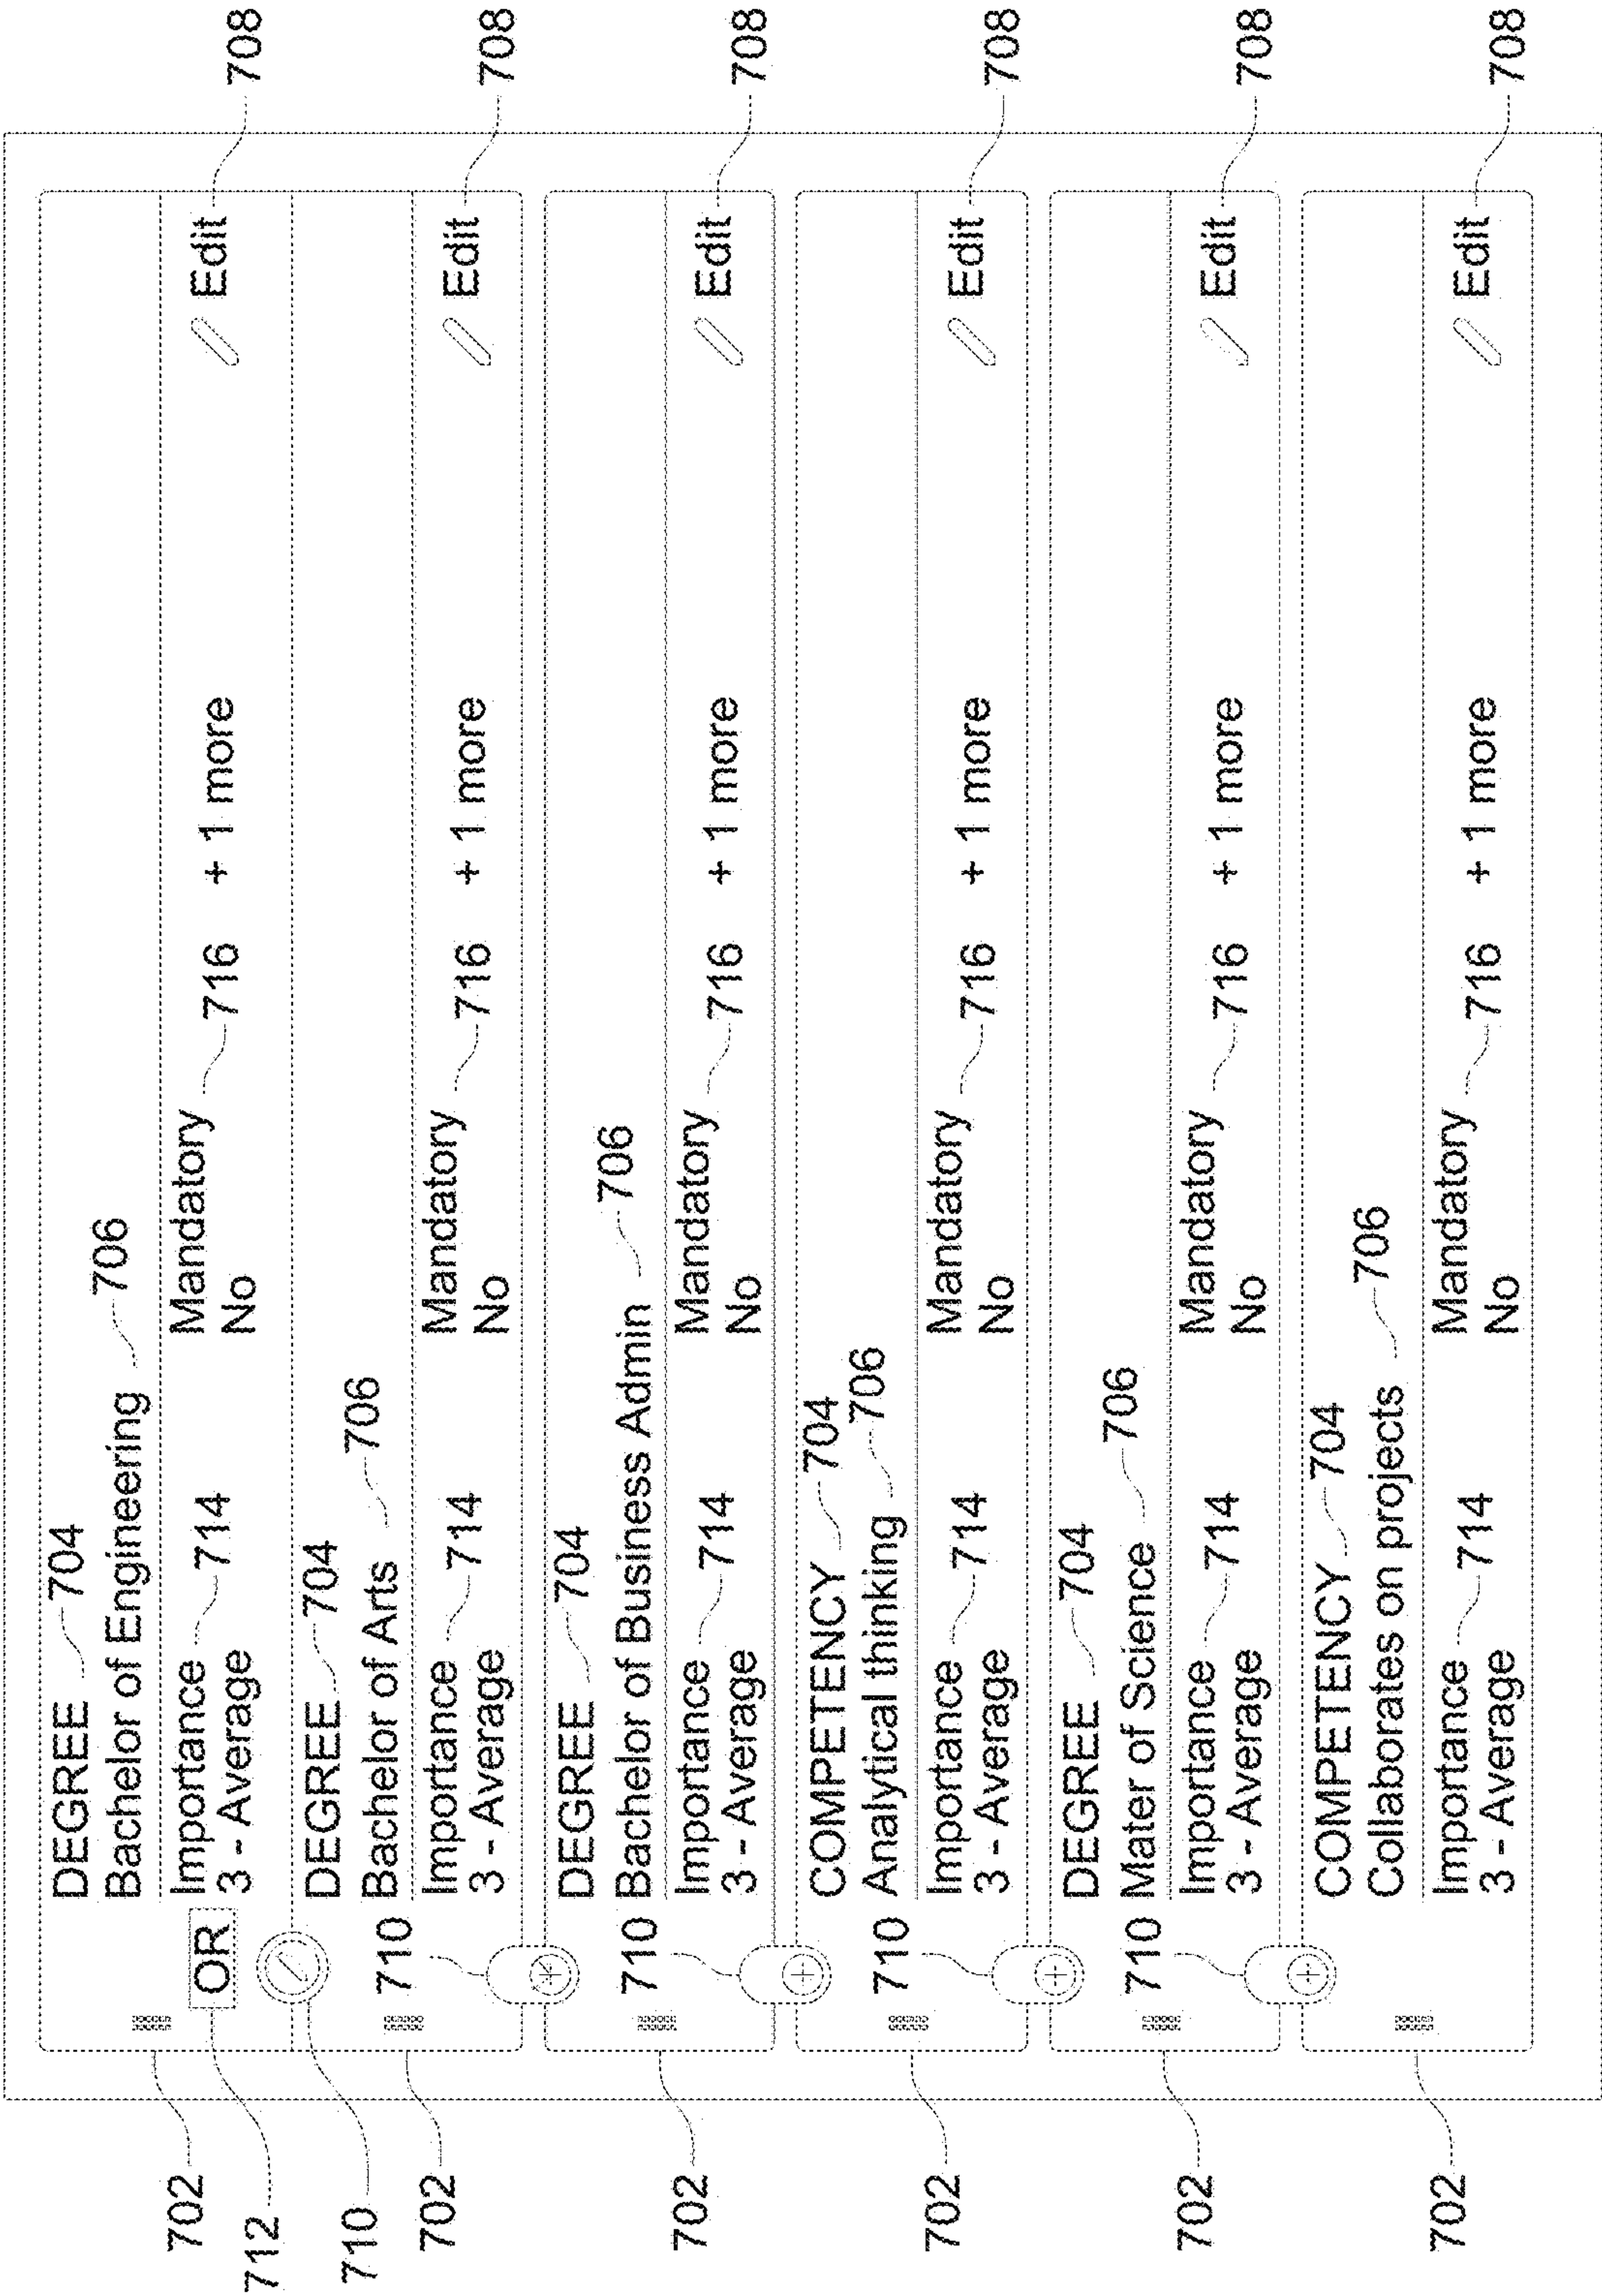 DEGREE 704
Bachelor of Engineering 706
702
712
OR
Importance 714 Mandatory 716 + 1 more Edit 708
3 - Average No
710
DEGREE 704
702
Bachelor of Arts 706
710
Importance 714 Mandatory 716 + 1 more Edit 708
3 - Average No
DEGREE 704
702
Bachelor of Business Admin 706
710
Importance 714 Mandatory 716 + 1 more Edit 708
3 - Average No
COMPETENCY 704
702
Analytical thinking 706
710
Importance 714 Mandatory 716 + 1 more Edit 708
3 - Average No
DEGREE 704
702
Mater of Science 706
710
Importance 714 Mandatory 716 + 1 more Edit 708
3 - Average No
COMPETENCY 704
702
Collaborates on projects 706
Importance 714 Mandatory 716 + 1 more Edit 708
3 - Average No